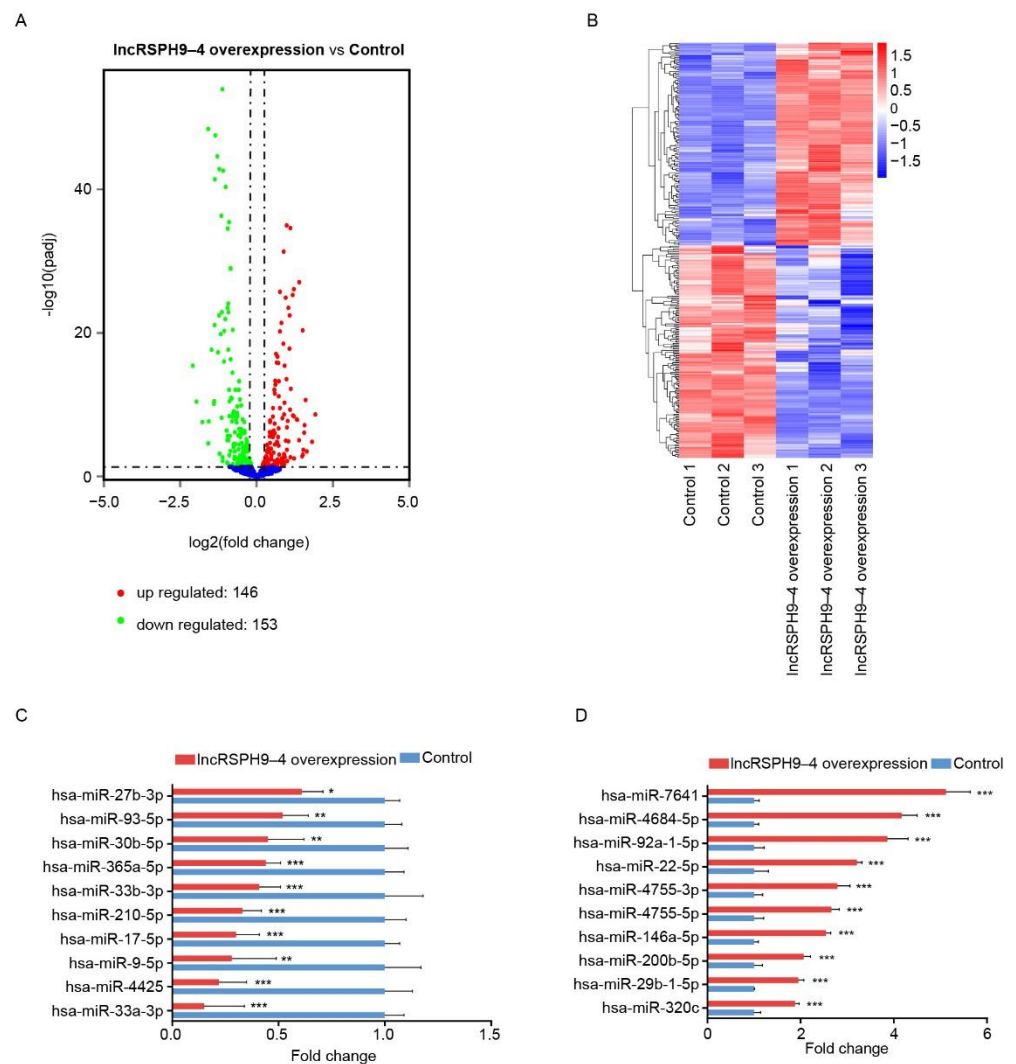 A
lncRSPH9–4 overexpression vs Control
-log10(padj)
40
20
0
−5.0
−2.5
0.0
2.5
5.0
log2(fold change)
up regulated: 146
down regulated: 153
B
1.5
1
0.5
0
−0.5
−1
−1.5
Control 1
Control 2
Control 3
lncRSPH9–4 overexpression 1
lncRSPH9–4 overexpression 2
lncRSPH9–4 overexpression 3
C
lncRSPH9–4 overexpression Control
hsa-miR-27b-3p *
hsa-miR-93-5p **
hsa-miR-30b-5p **
hsa-miR-365a-5p ***
hsa-miR-33b-3p ***
hsa-miR-210-5p ***
hsa-miR-17-5p ***
hsa-miR-9-5p **
hsa-miR-4425 ***
hsa-miR-33a-3p ***
0.0 0.5 1.0 1.5
Fold change
D
lncRSPH9–4 overexpression Control
hsa-miR-7641 ***
hsa-miR-4684-5p ***
hsa-miR-92a-1-5p ***
hsa-miR-22-5p ***
hsa-miR-4755-3p ***
hsa-miR-4755-5p ***
hsa-miR-146a-5p ***
hsa-miR-200b-5p ***
hsa-miR-29b-1-5p ***
hsa-miR-320c ***
0 2 4 6
Fold change